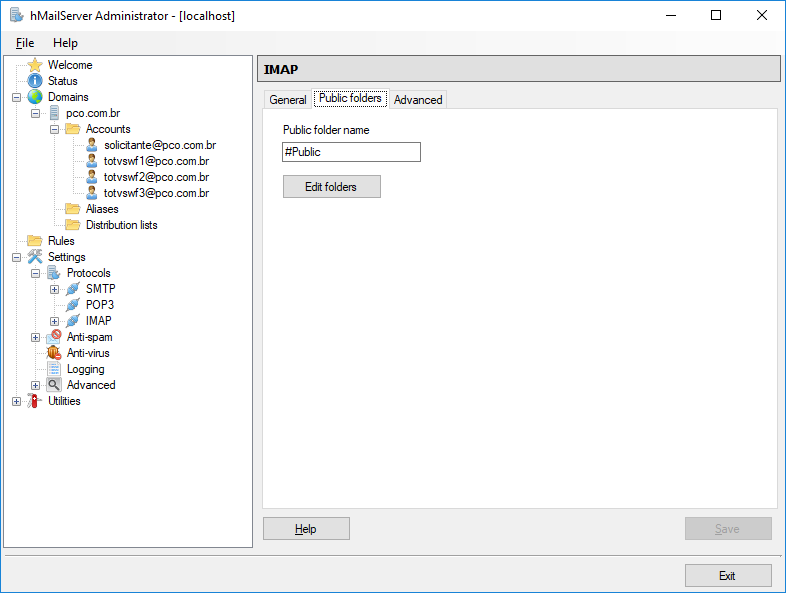 hMailServer Administrator - [localhost]
File Help
Welcome
Status
Domains
pco.com.br
Accounts
solicitante@pco.com.br
totvswf1@pco.com.br
totvswf2@pco.com.br
totvswf3@pco.com.br
Aliases
Distribution lists
Rules
Settings
Protocols
SMTP
POP3
IMAP
Anti-spam
Anti-virus
Logging
Advanced
Utilities
IMAP
General Public folders Advanced
Public folder name
#Public
Edit folders
Help Save
Exit